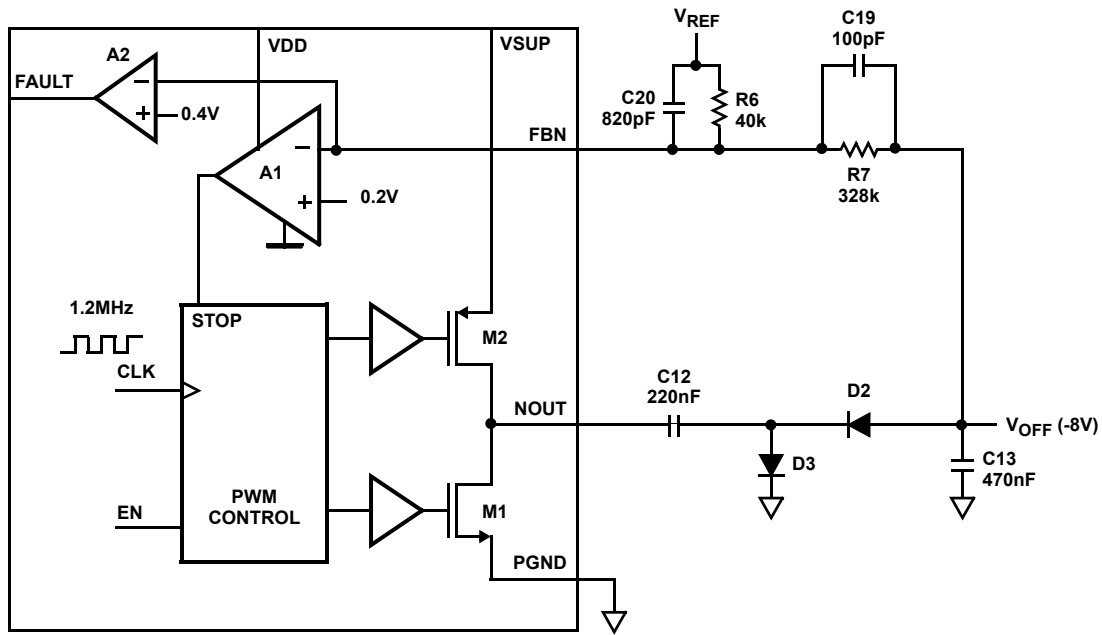 VDD
VSUP
A2
FAULT
0.4V
A1
0.2V
FBN
VREF
C20
820pF
R6
40k
C19
100pF
R7
328k
1.2MHz
CLK
STOP
EN
PWM
CONTROL
M2
NOUT
M1
PGND
C12
220nF
D2
D3
VOFF (-8V)
C13
470nF